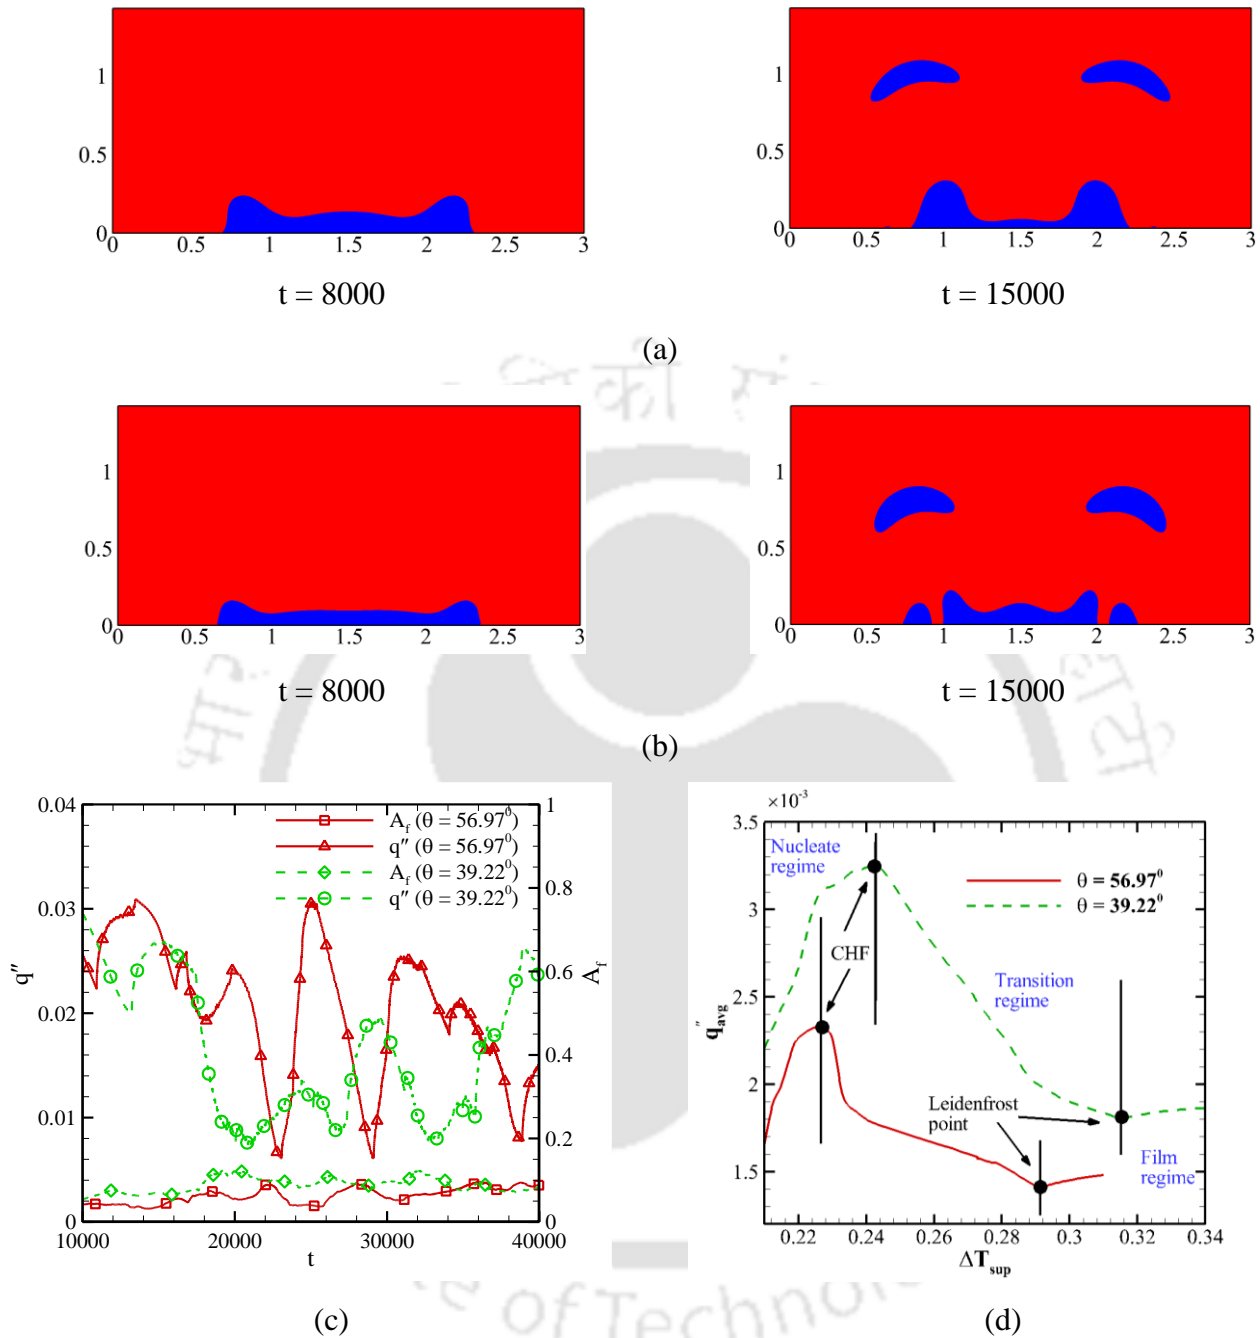 1
1
0.5
0.5
0
0
0 0.5 1 1.5 2 2.5 3
0 0.5 1 1.5 2 2.5 3
t = 8000
t = 15000
(a)
1
1
0.5
0.5
0
0
0 0.5 1 1.5 2 2.5 3
0 0.5 1 1.5 2 2.5 3
t = 8000
t = 15000
(b)
0.04
0.03
0.02
0.01
0
q″
1
0.8
0.6
0.4
0.2
0
A_f
A_f (θ = 56.97⁰)
q″ (θ = 56.97⁰)
A_f (θ = 39.22⁰)
q″ (θ = 39.22⁰)
10000 20000 30000 40000
t
(c)
×10⁻³
3.5
3
2.5
2
1.5
q″_avg
Nucleate
regime
θ = 56.97⁰
θ = 39.22⁰
CHF
Transition
regime
Leidenfrost
point
Film
regime
0.22 0.24 0.26 0.28 0.3 0.32 0.34
ΔT_sup
(d)
of Technolo